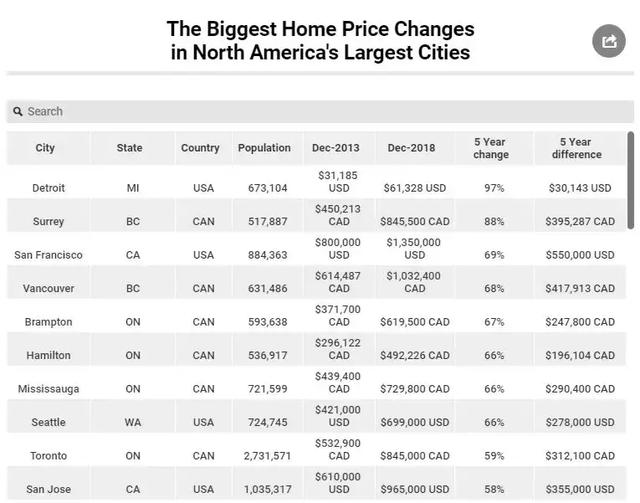 The Biggest Home Price Changes
in North America's Largest Cities
Search
City State Country Population Dec-2013 Dec-2018 5 Year change 5 Year difference
Detroit MI USA 673,104 $31,185 USD $61,328 USD 97% $30,143 USD
Surrey BC CAN 517,887 $450,213 CAD $845,500 CAD 88% $395,287 CAD
San Francisco CA USA 884,363 $800,000 USD $1,350,000 USD 69% $550,000 USD
Vancouver BC CAN 631,486 $614,487 CAD $1,032,400 CAD 68% $417,913 CAD
Brampton ON CAN 593,638 $371,700 CAD $619,500 CAD 67% $247,800 CAD
Hamilton ON CAN 536,917 $296,122 CAD $492,226 CAD 66% $196,104 CAD
Mississauga ON CAN 721,599 $439,400 CAD $729,800 CAD 66% $290,400 CAD
Seattle WA USA 724,745 $421,000 USD $699,000 USD 66% $278,000 USD
Toronto ON CAN 2,731,571 $532,900 CAD $845,000 CAD 59% $312,100 CAD
San Jose CA USA 1,035,317 $610,000 USD $965,000 USD 58% $355,000 USD